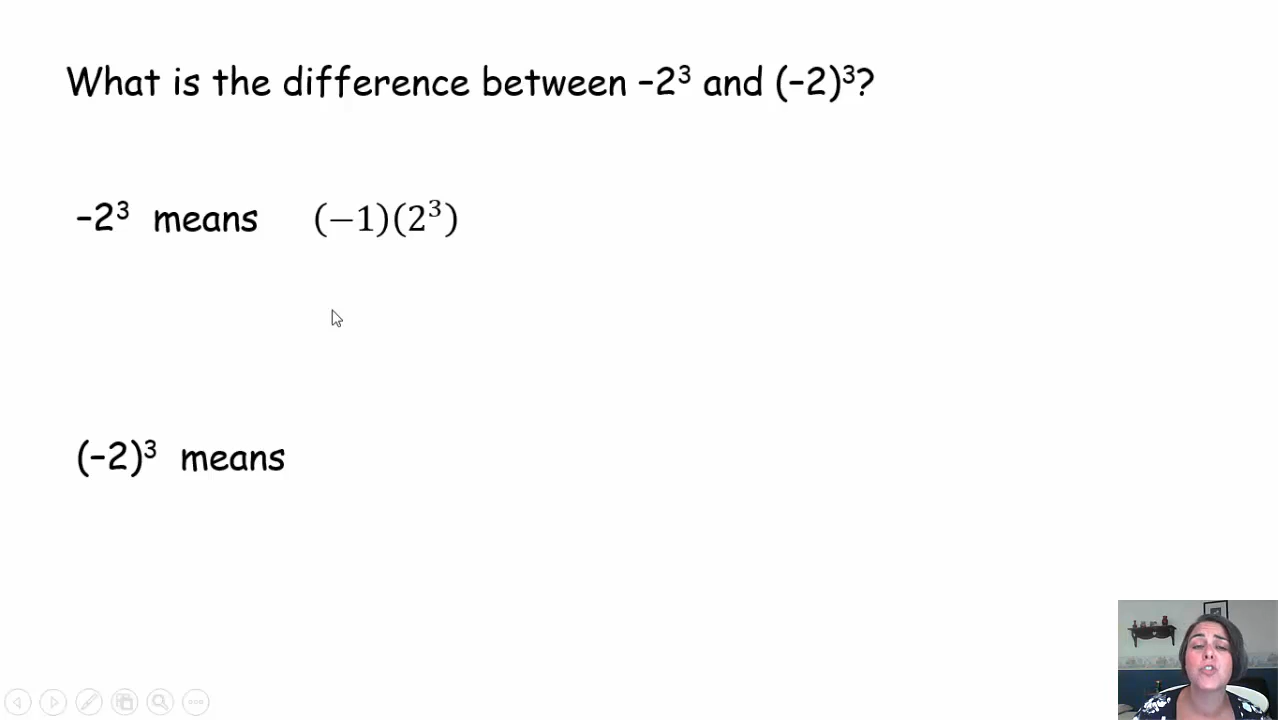 What is the difference between -2³ and (-2)³?
-2³ means (−1)(2³)
(-2)³ means